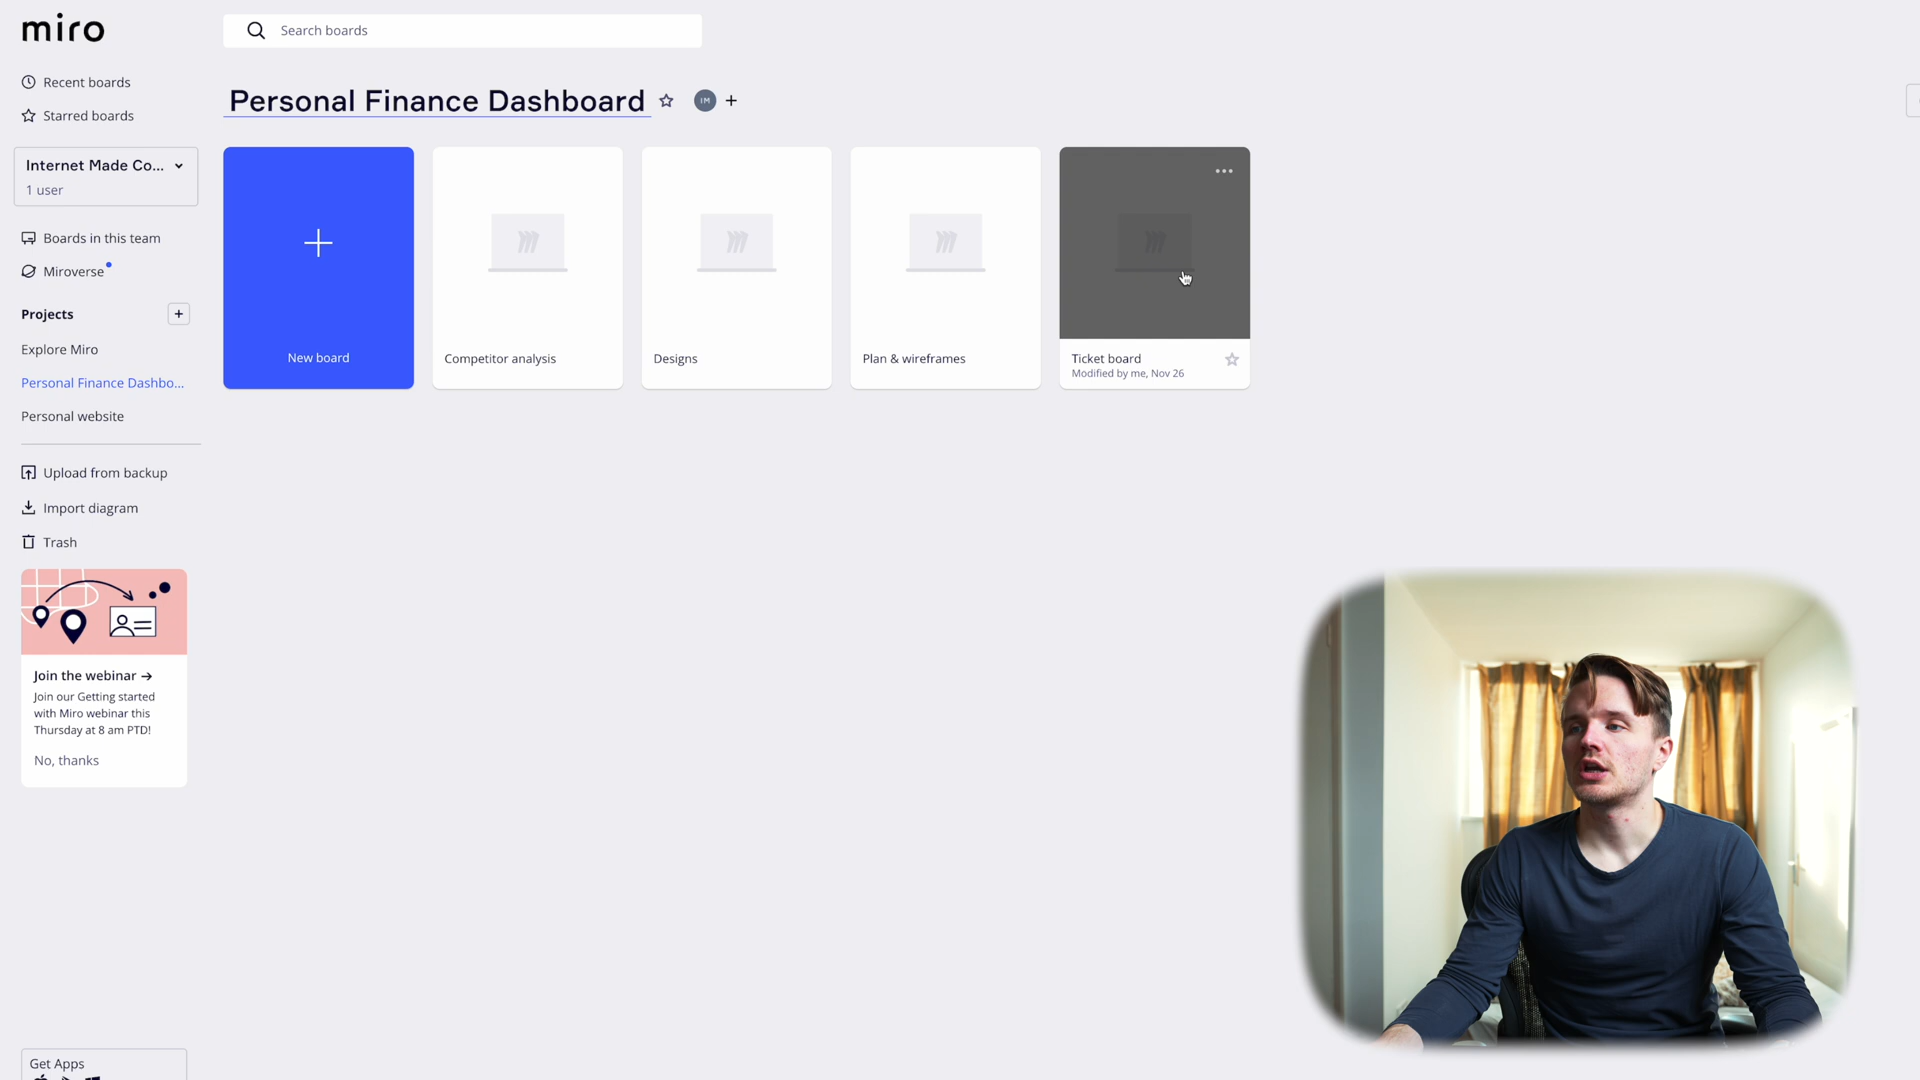 miro
Search boards
Recent boards
Starred boards
Personal Finance Dashboard
IM
Internet Made Co...
1 user
Boards in this team
Miroverse
Projects
Explore Miro
Personal Finance Dashbo...
Personal website
New board
Competitor analysis
Designs
Plan & wireframes
Ticket board
Modified by me, Nov 26
Upload from backup
Import diagram
Trash
Join the webinar →
Join our Getting started
with Miro webinar this
Thursday at 8 am PTD!
No, thanks
Get Apps